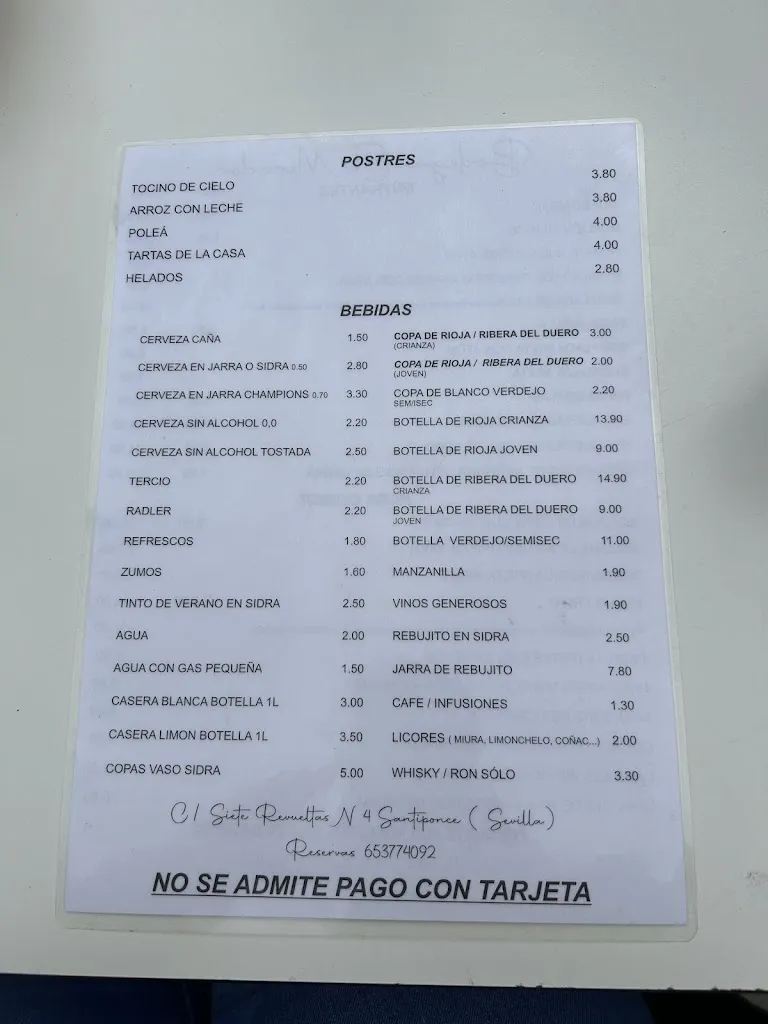 POSTRES
TOCINO DE CIELO 3.80
ARROZ CON LECHE 3.80
POLEÁ 4.00
TARTAS DE LA CASA 4.00
HELADOS 2.80
BEBIDAS
CERVEZA CAÑA 1.50
CERVEZA EN JARRA O SIDRA 0.50 2.80
CERVEZA EN JARRA CHAMPIONS 0.70 3.30
CERVEZA SIN ALCOHOL 0,0 2.20
CERVEZA SIN ALCOHOL TOSTADA 2.50
TERCIO 2.20
RADLER 2.20
REFRESCOS 1.80
ZUMOS 1.60
TINTO DE VERANO EN SIDRA 2.50
AGUA 2.00
AGUA CON GAS PEQUEÑA 1.50
CASERA BLANCA BOTELLA 1L 3.00
CASERA LIMON BOTELLA 1L 3.50
COPAS VASO SIDRA 5.00
COPA DE RIOJA / RIBERA DEL DUERO 3.00
(CRIANZA)
COPA DE RIOJA / RIBERA DEL DUERO 2.00
(JOVEN)
COPA DE BLANCO VERDEJO 2.20
SEM/ISEC
BOTELLA DE RIOJA CRIANZA 13.90
BOTELLA DE RIOJA JOVEN 9.00
BOTELLA DE RIBERA DEL DUERO 14.90
CRIANZA
BOTELLA DE RIBERA DEL DUERO 9.00
JOVEN
BOTELLA VERDEJO/SEMISEC 11.00
MANZANILLA 1.90
VINOS GENEROSOS 1.90
REBUJITO EN SIDRA 2.50
JARRA DE REBUJITO 7.80
CAFE / INFUSIONES 1.30
LICORES ( MIURA, LIMONCHELO, COÑAC...) 2.00
WHISKY / RON SÓLO 3.30
C/ Siete Revueltas N 4 Santiponce ( Sevilla)
Reservas 653774092
NO SE ADMITE PAGO CON TARJETA